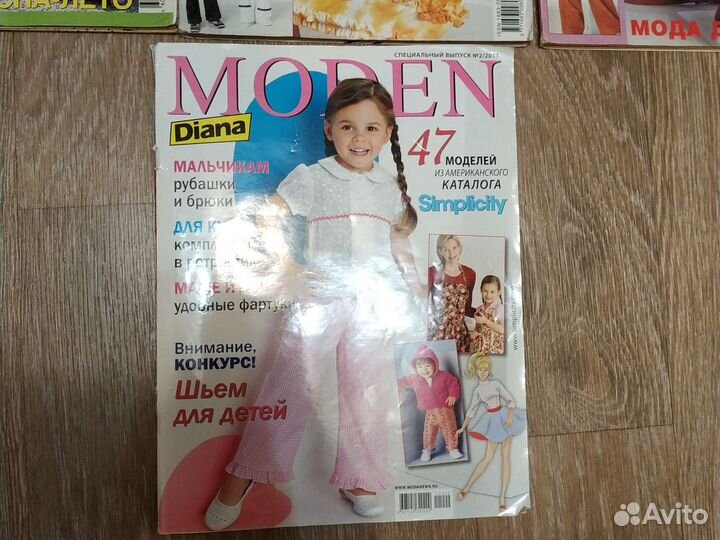 МОДА Д
СПЕЦИАЛЬНЫЙ ВЫПУСК №2/2011
MODEN
Diana
47 МОДЕЛЕЙ
ИЗ АМЕРИКАНСКОГО
КАТАЛОГА
Simplicity
МАЛЬЧИКАМ
рубашки
и брюки
ДЛЯ
удобные фартуки
Внимание,
КОНКУРС!
Шьем
для детей
WWW.MODANEWS.RU
Avito